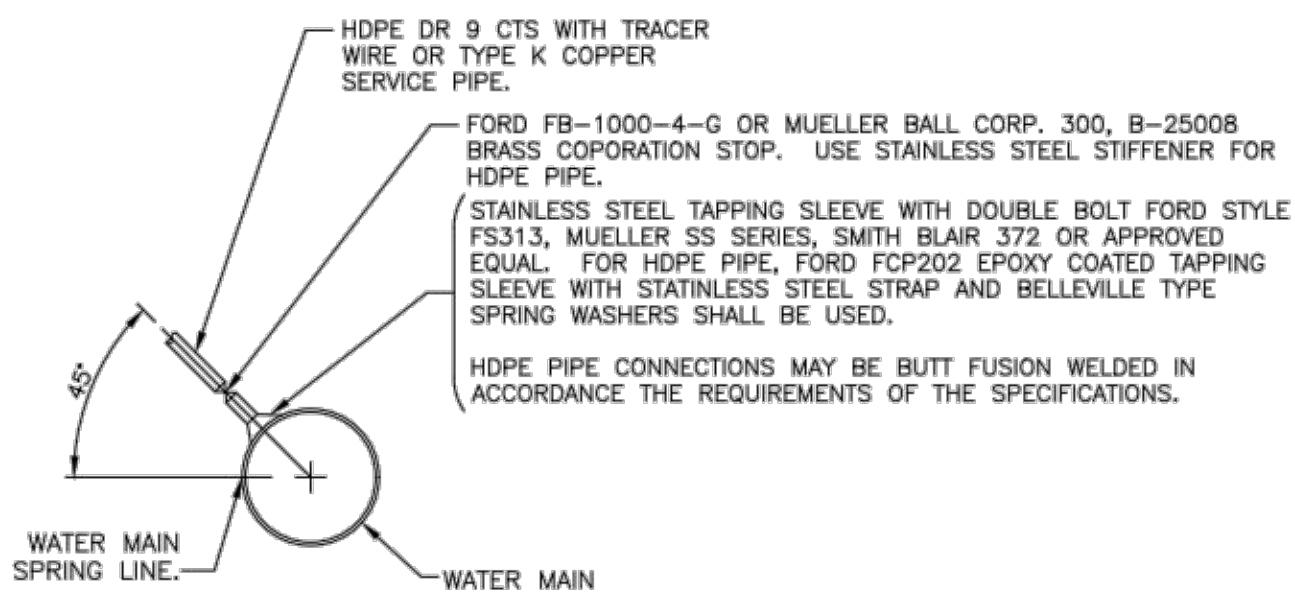 HDPE DR 9 CTS WITH TRACER
WIRE OR TYPE K COPPER
SERVICE PIPE.
FORD FB-1000-4-G OR MUELLER BALL CORP. 300, B-25008
BRASS COPORATION STOP. USE STAINLESS STEEL STIFFENER FOR
HDPE PIPE.
STAINLESS STEEL TAPPING SLEEVE WITH DOUBLE BOLT FORD STYLE
FS313, MUELLER SS SERIES, SMITH BLAIR 372 OR APPROVED
EQUAL. FOR HDPE PIPE, FORD FCP202 EPOXY COATED TAPPING
SLEEVE WITH STATINLESS STEEL STRAP AND BELLEVILLE TYPE
SPRING WASHERS SHALL BE USED.
HDPE PIPE CONNECTIONS MAY BE BUTT FUSION WELDED IN
ACCORDANCE THE REQUIREMENTS OF THE SPECIFICATIONS.
45°
WATER MAIN
SPRING LINE.
WATER MAIN